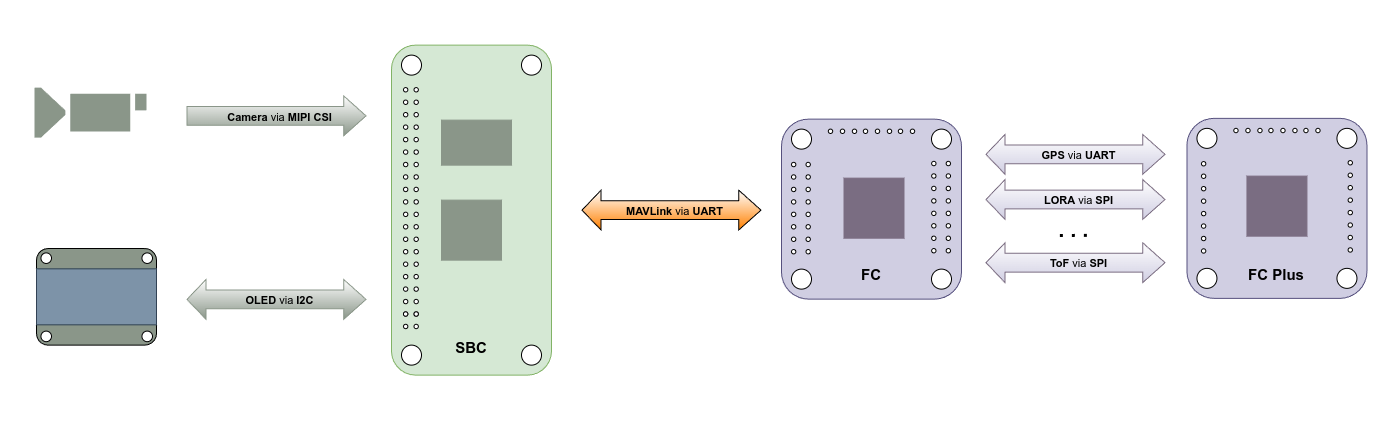 Camera via MIPI CSI
OLED via I2C
SBC
MAVLink via UART
FC
GPS via UART
LORA via SPI
. . .
ToF via SPI
FC Plus